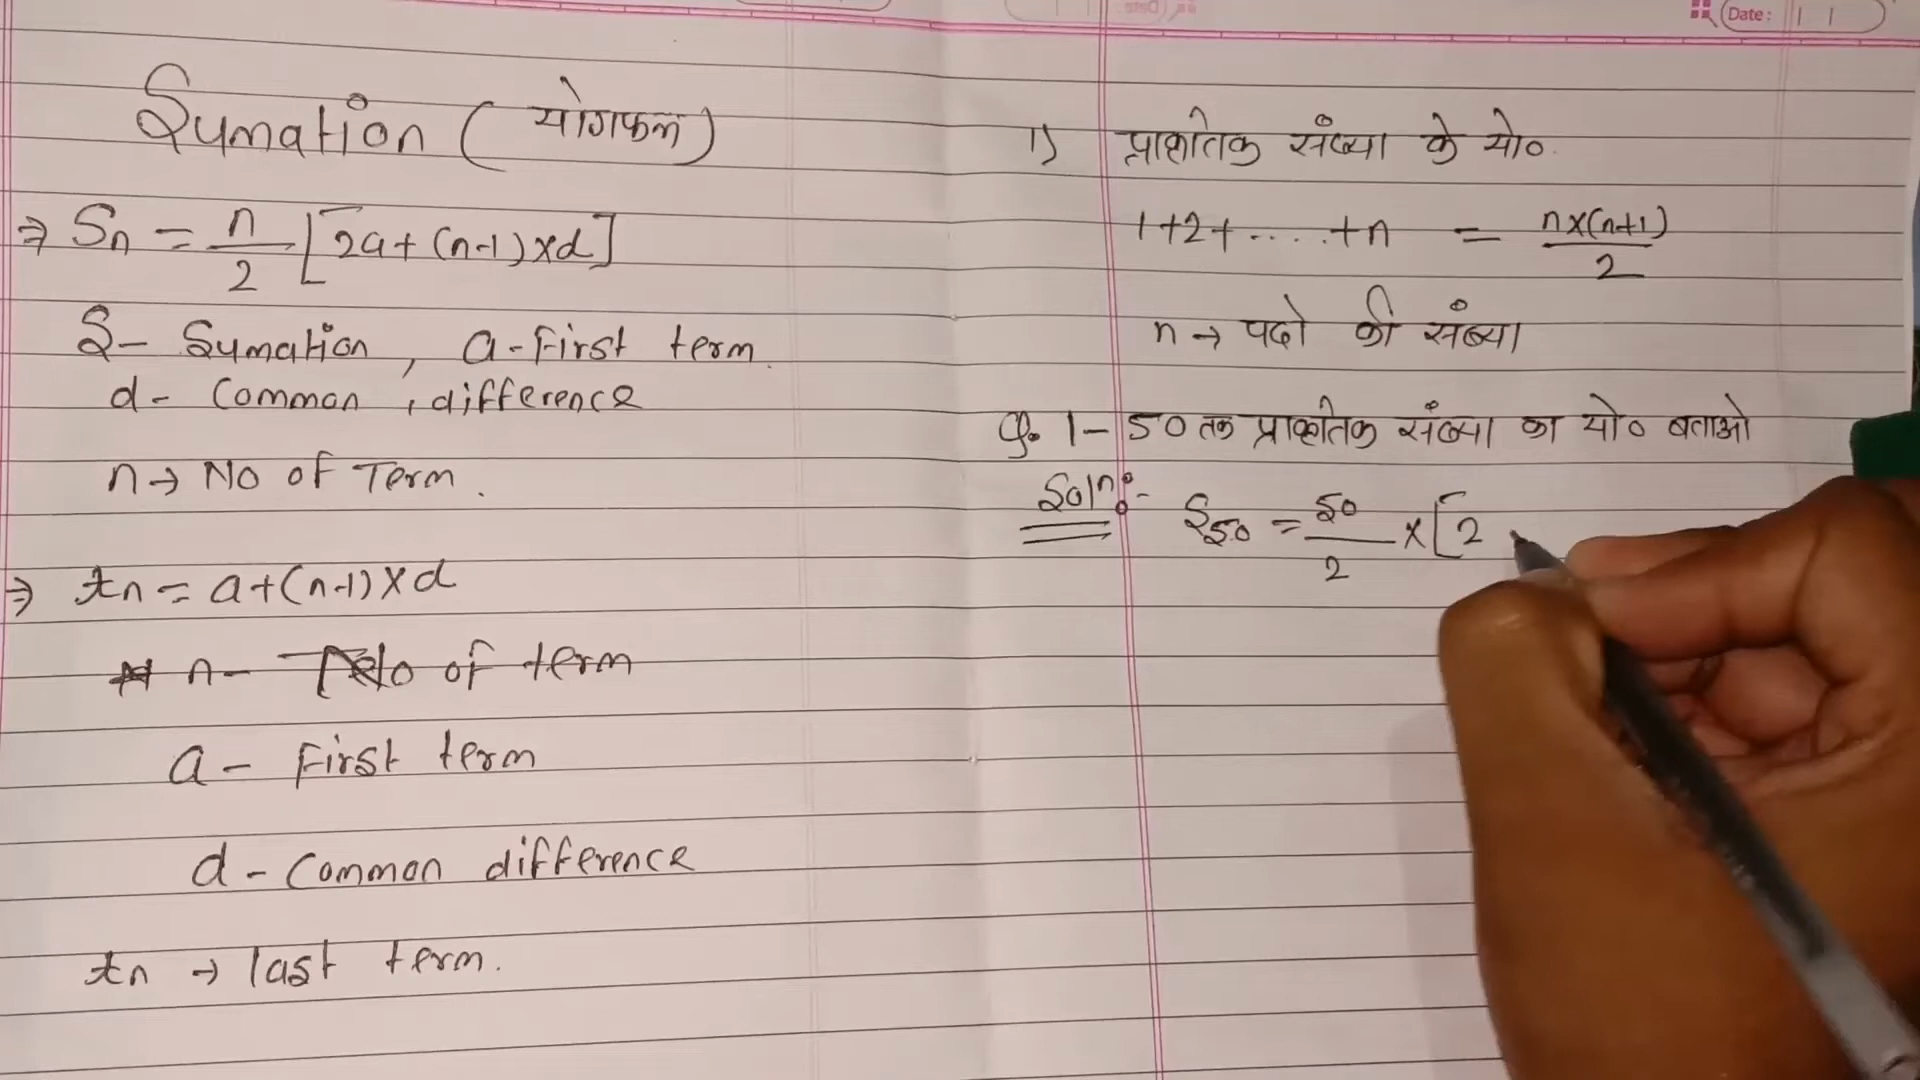 Date:
Sumation (योगफल)
⇒ Sn = n/2 [2a+(n-1)×d]
S- Sumation, a-First term.
d- Common, difference
n→ No of Term.
⇒ tn = a+(n-1)×d
n- No of term
a- First term
d- Common difference
tn → last term.
1) प्राकृतिक संख्या के यो०
1+2+.....+n = n×(n+1)/2
n→ पदो की संख्या
Q. 1-50 तक प्राकृतिक संख्या का यो० बताओ
Soln:- S50 = 50/2 ×[2